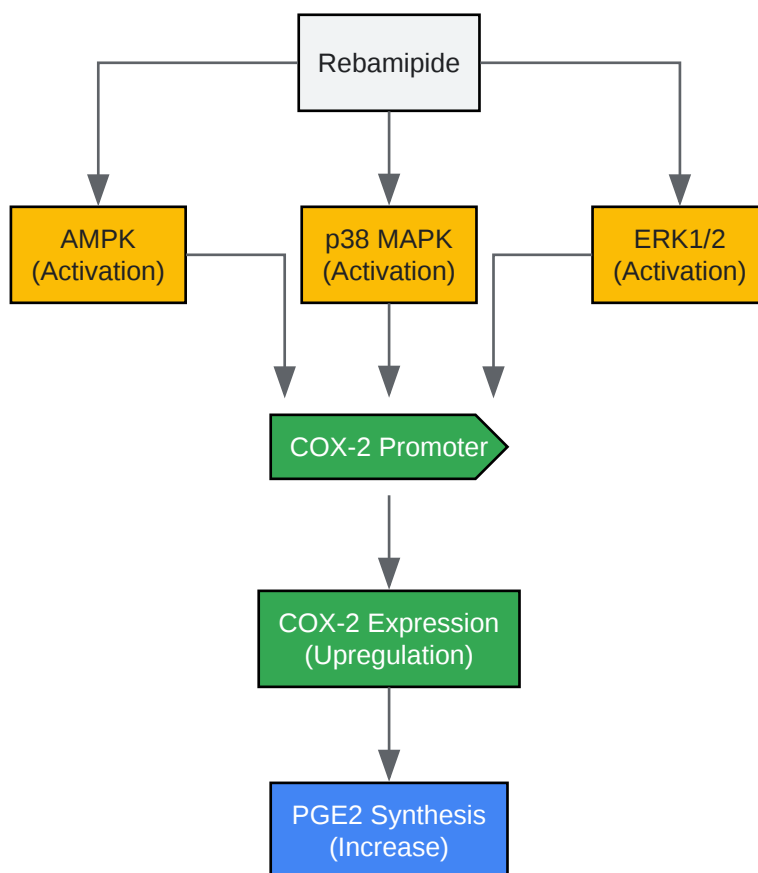 Rebamipide
AMPK
(Activation)
p38 MAPK
(Activation)
ERK1/2
(Activation)
COX-2 Promoter
COX-2 Expression
(Upregulation)
PGE2 Synthesis
(Increase)